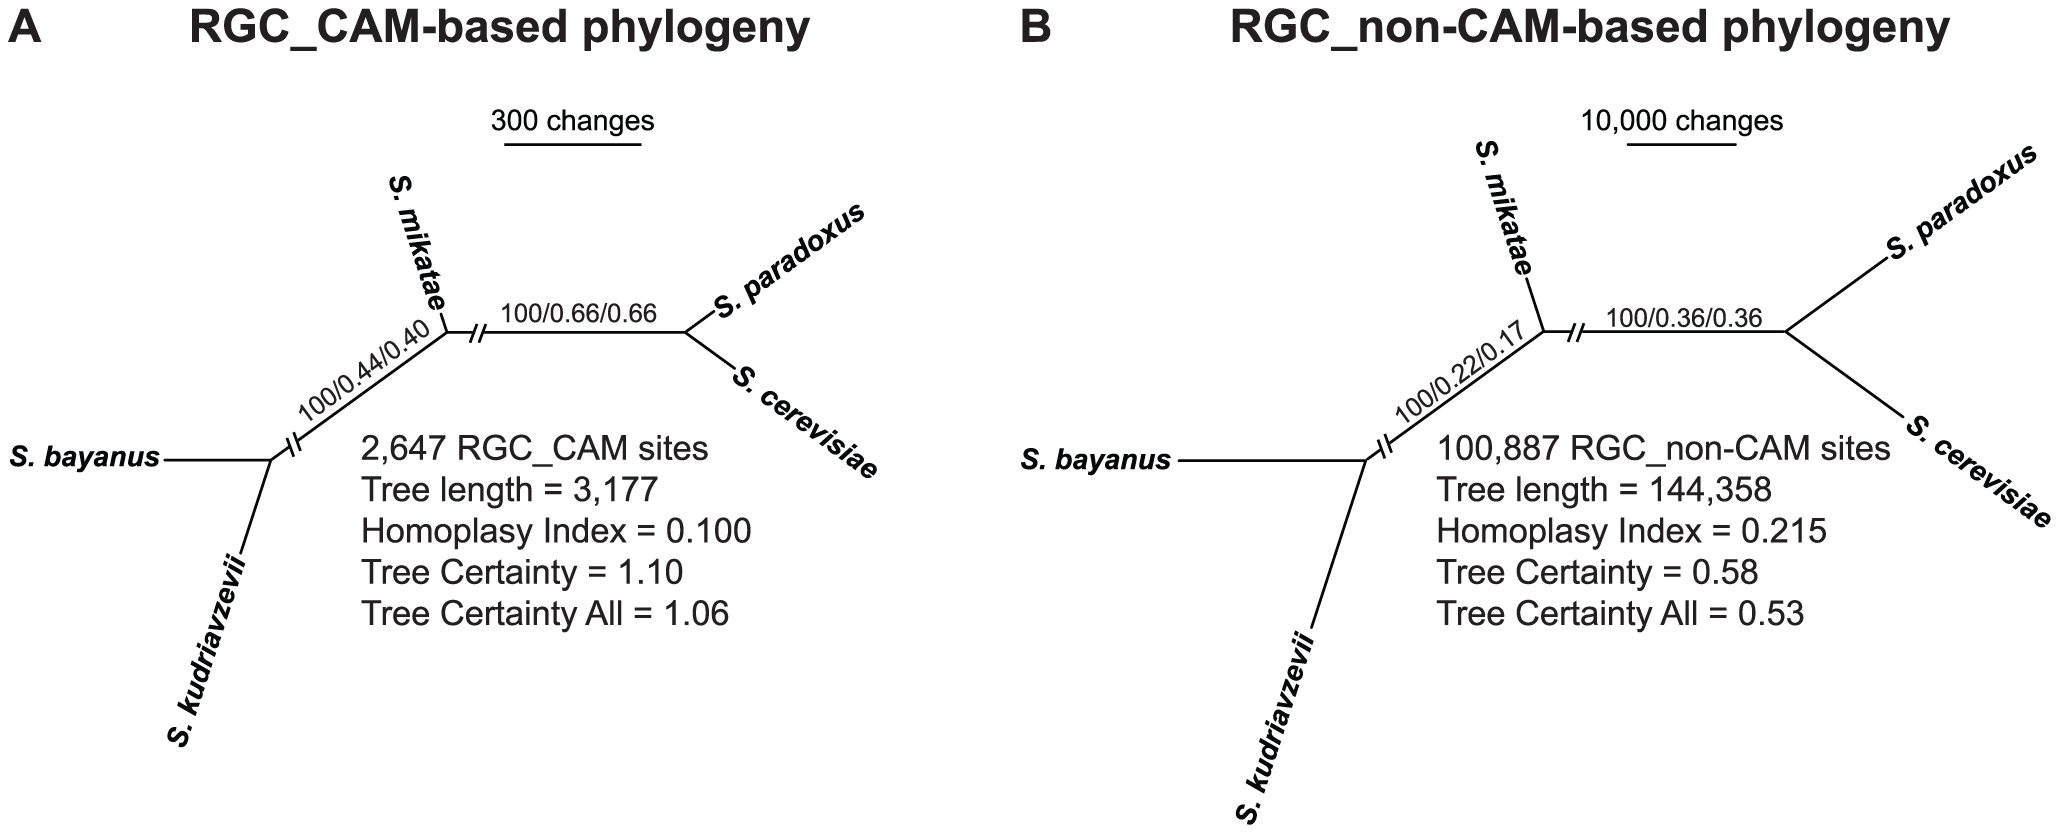 A
RGC_CAM-based phylogeny
300 changes
S. mikatae
S. paradoxus
100/0.66/0.66
100/0.44/0.40
S. cerevisiae
S. bayanus
S. kudriavzevii
2,647 RGC_CAM sites
Tree length = 3,177
Homoplasy Index = 0.100
Tree Certainty = 1.10
Tree Certainty All = 1.06
B
RGC_non-CAM-based phylogeny
10,000 changes
S. mikatae
S. paradoxus
100/0.36/0.36
100/0.22/0.17
S. cerevisiae
S. bayanus
S. kudriavzevii
100,887 RGC_non-CAM sites
Tree length = 144,358
Homoplasy Index = 0.215
Tree Certainty = 0.58
Tree Certainty All = 0.53